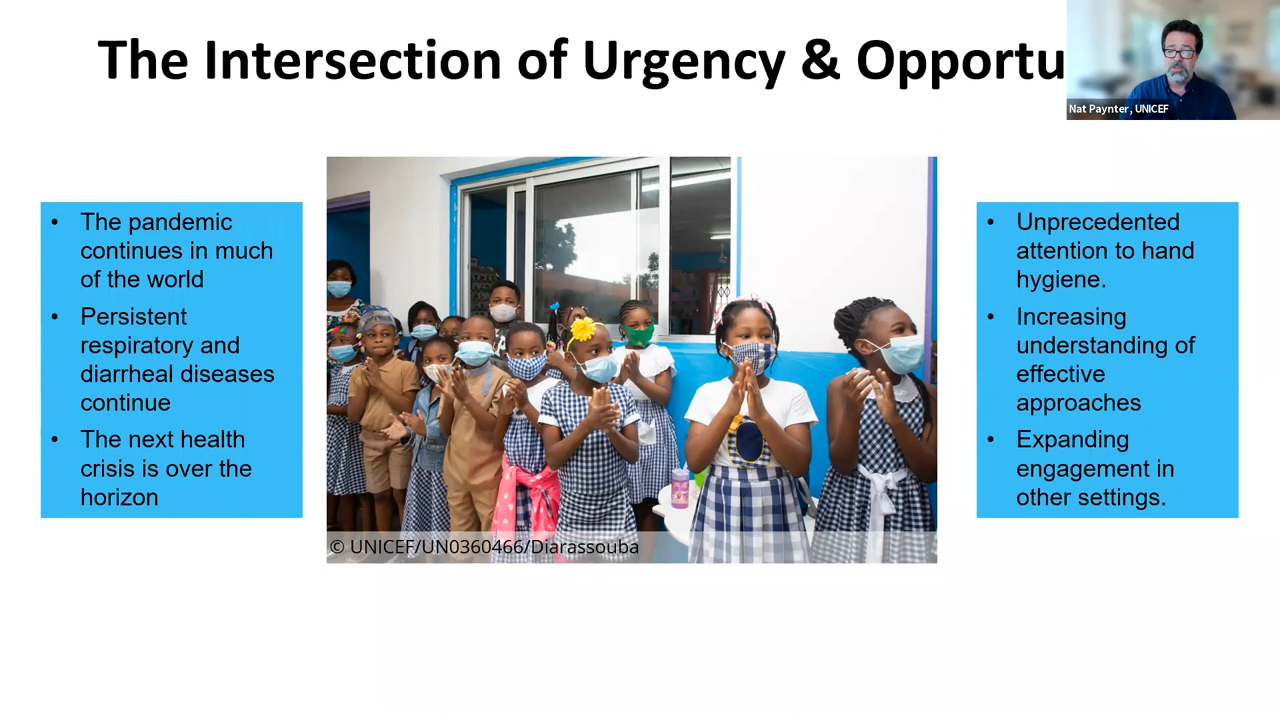 The Intersection of Urgency & Opportu
Nat Paynter, UNICEF
• The pandemic
continues in much
of the world
• Persistent
respiratory and
diarrheal diseases
continue
• The next health
crisis is over the
horizon
© UNICEF/UN0360466/Diarassouba
• Unprecedented
attention to hand
hygiene.
• Increasing
understanding of
effective
approaches
• Expanding
engagement in
other settings.